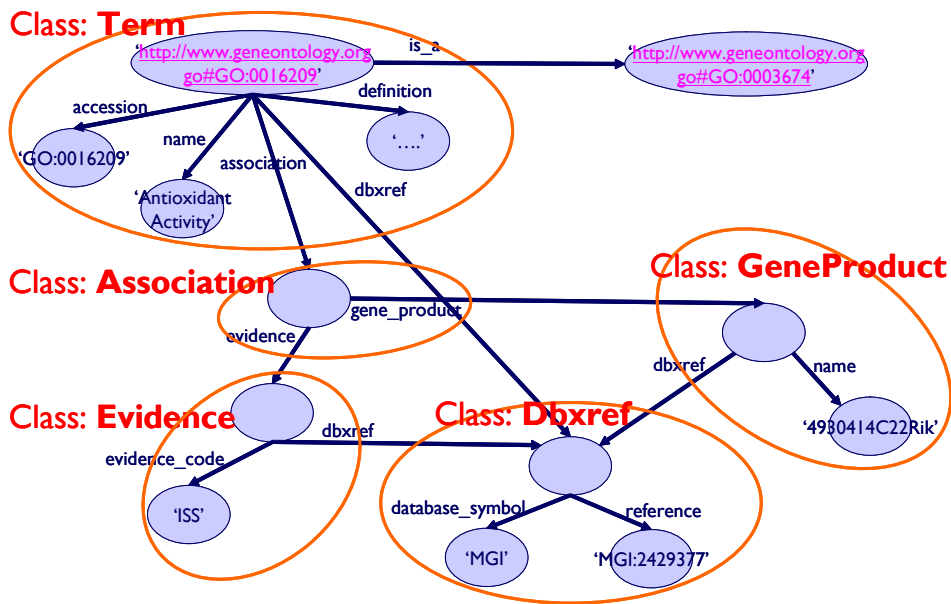 Class: Term
'http://www.geneontology.org
go#GO:0016209'
is_a
'http://www.geneontology.org
go#GO:0003674'
accession
definition
name
'GO:0016209'
'....'
association
'Antioxidant
Activity'
dbxref
Class: Association
Class: GeneProduct
gene_product
evidence
dbxref
name
Class: Evidence
Class: Dbxref
'4930414C22Rik'
dbxref
evidence_code
database_symbol
reference
'ISS'
'MGI'
'MGI:2429377'